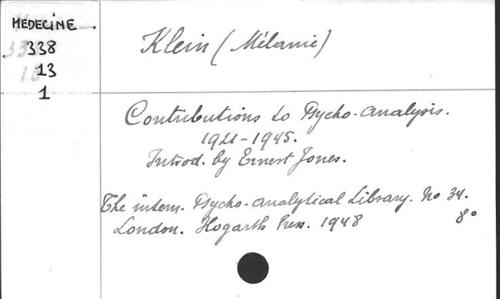 MEDECINE
338
13
1
Klein (Mélanie)
Contributions to Psycho-Analysis.
1921-1945.
Introd. by Ernest Jones.
The intern. Psycho-analytical Library. No 34.
London. Hogarth Press. 1948 8°